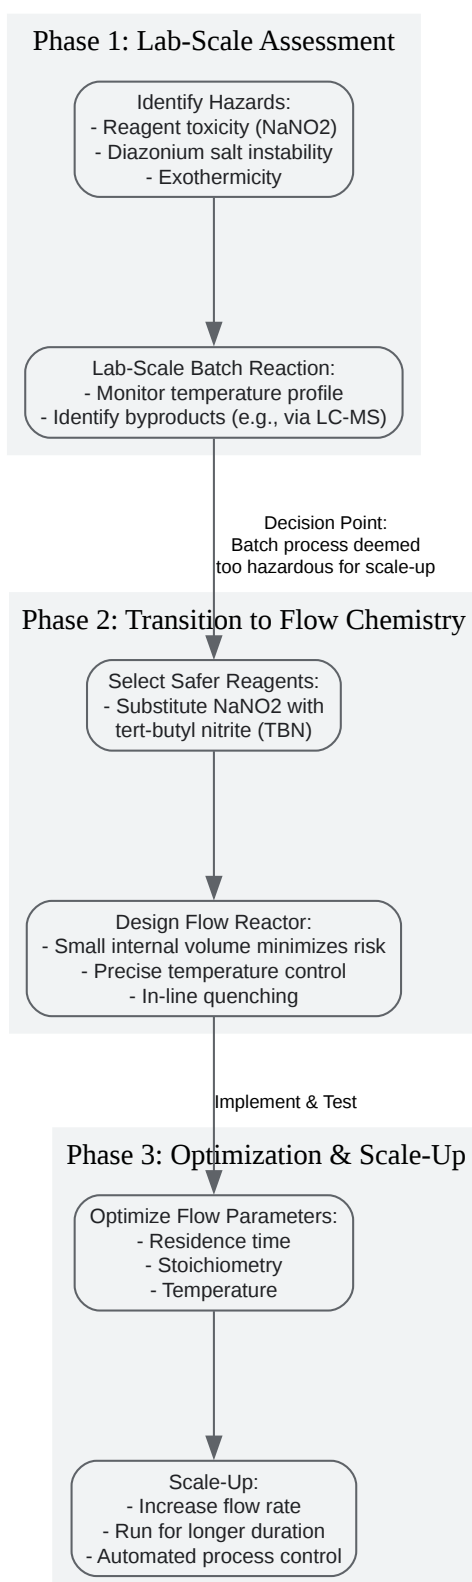 Phase 1: Lab-Scale Assessment
Identify Hazards:
- Reagent toxicity (NaNO2)
- Diazonium salt instability
- Exothermicity
Lab-Scale Batch Reaction:
- Monitor temperature profile
- Identify byproducts (e.g., via LC-MS)
Decision Point:
Batch process deemed
too hazardous for scale-up
Phase 2: Transition to Flow Chemistry
Select Safer Reagents:
- Substitute NaNO2 with
tert-butyl nitrite (TBN)
Design Flow Reactor:
- Small internal volume minimizes risk
- Precise temperature control
- In-line quenching
Implement & Test
Phase 3: Optimization & Scale-Up
Optimize Flow Parameters:
- Residence time
- Stoichiometry
- Temperature
Scale-Up:
- Increase flow rate
- Run for longer duration
- Automated process control